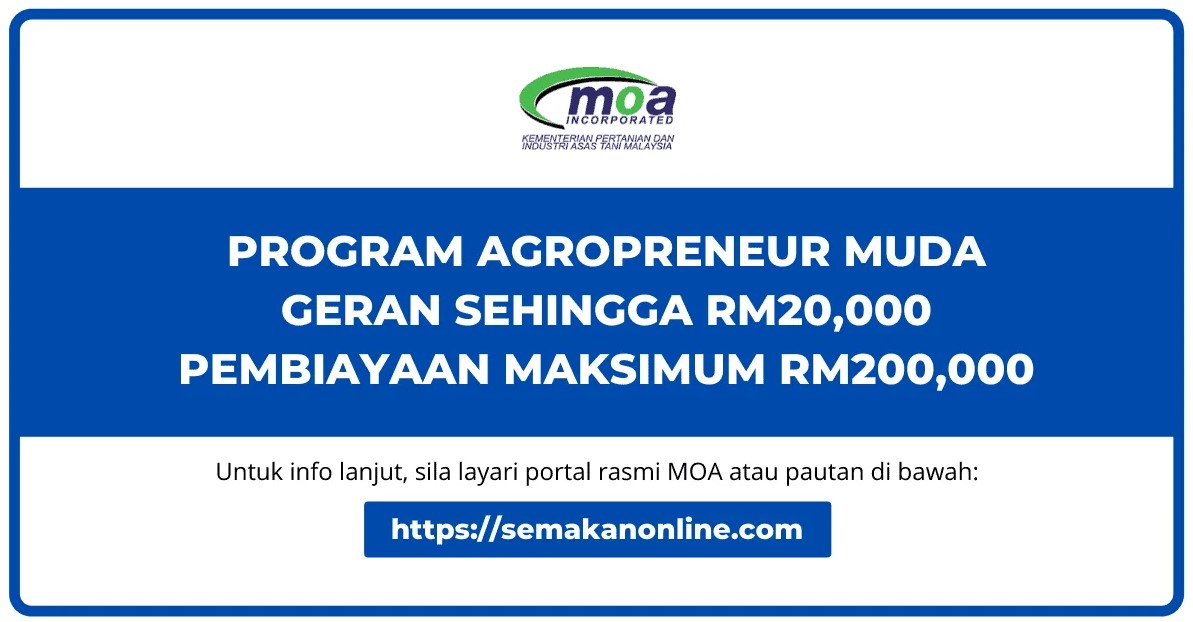 moa
INCORPORATED
KEMENTERIAN PERTANIAN DAN
INDUSTRI ASAS TANI MALAYSIA
PROGRAM AGROPRENEUR MUDA
GERAN SEHINGGA RM20,000
PEMBIAYAAN MAKSIMUM RM200,000
Untuk info lanjut, sila layari portal rasmi MOA atau pautan di bawah:
https://semakanonline.com